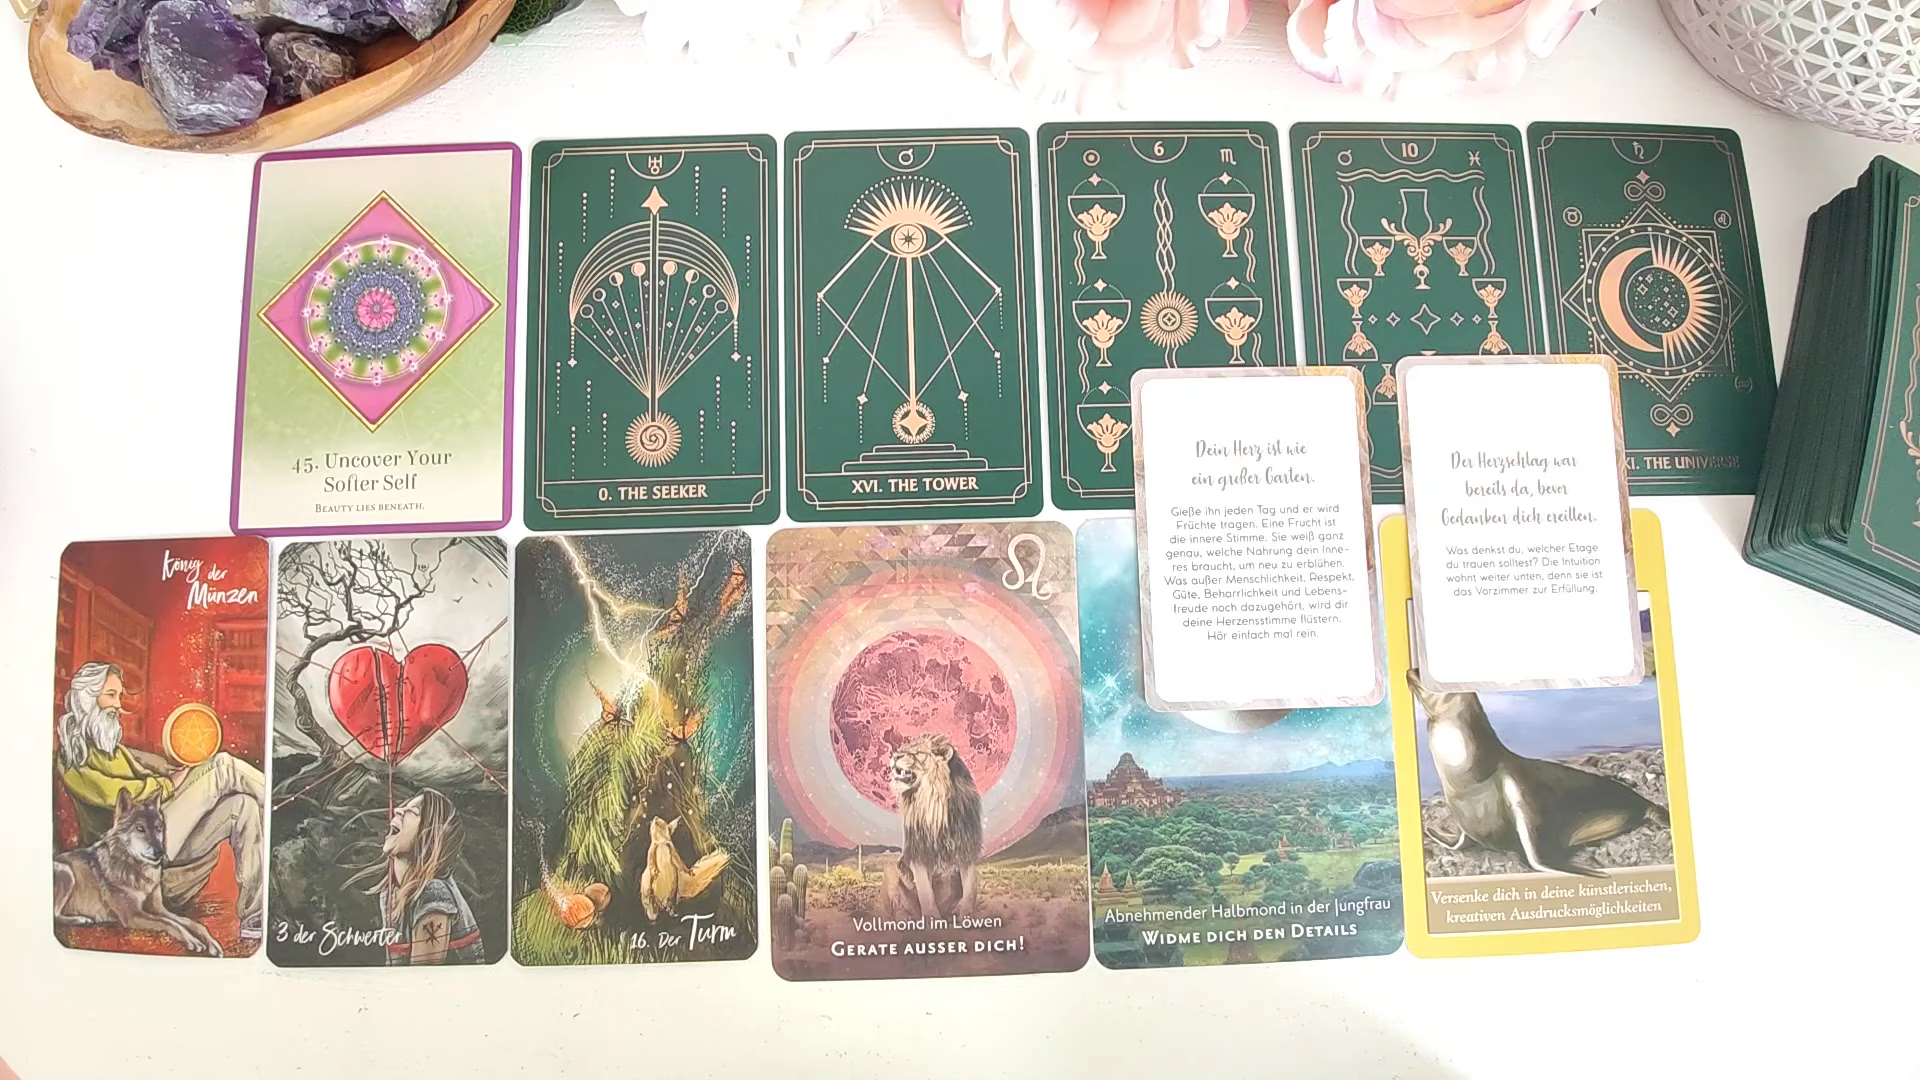 45. Uncover Your
Softer Self
Beauty lies beneath.
0. THE SEEKER
XVI. THE TOWER
6
10
XI. THE UNIVERSE
König der
Münzen
3 der Schwerter
16. Der Turm
Vollmond im Löwen
GERATE AUSSER DICH!
Abnehmender Halbmond in der Jungfrau
WIDME DICH DEN DETAILS
Dein Herz ist wie
ein großer Garten.
Gieße ihn jeden Tag und er wird
Früchte tragen. Eine Frucht ist
die innere Stimme. Sie weiß ganz
genau, welche Nahrung dein Inne-
res braucht, um neu zu erblühen.
Was außer Menschlichkeit, Respekt,
Güte, Beharrlichkeit und Lebens-
freude noch dazugehört, wird dir
deine Herzensstimme flüstern.
Hör einfach mal rein.
Der Herzschlag war
bereits da, bevor
Gedanken dich ereilten.
Was denkst du, welcher Etage
du trauen solltest? Die Intuition
wohnt weiter unten, denn sie ist
das Vorzimmer zur Erfüllung.
Versenke dich in deine künstlerischen,
kreativen Ausdrucksmöglichkeiten